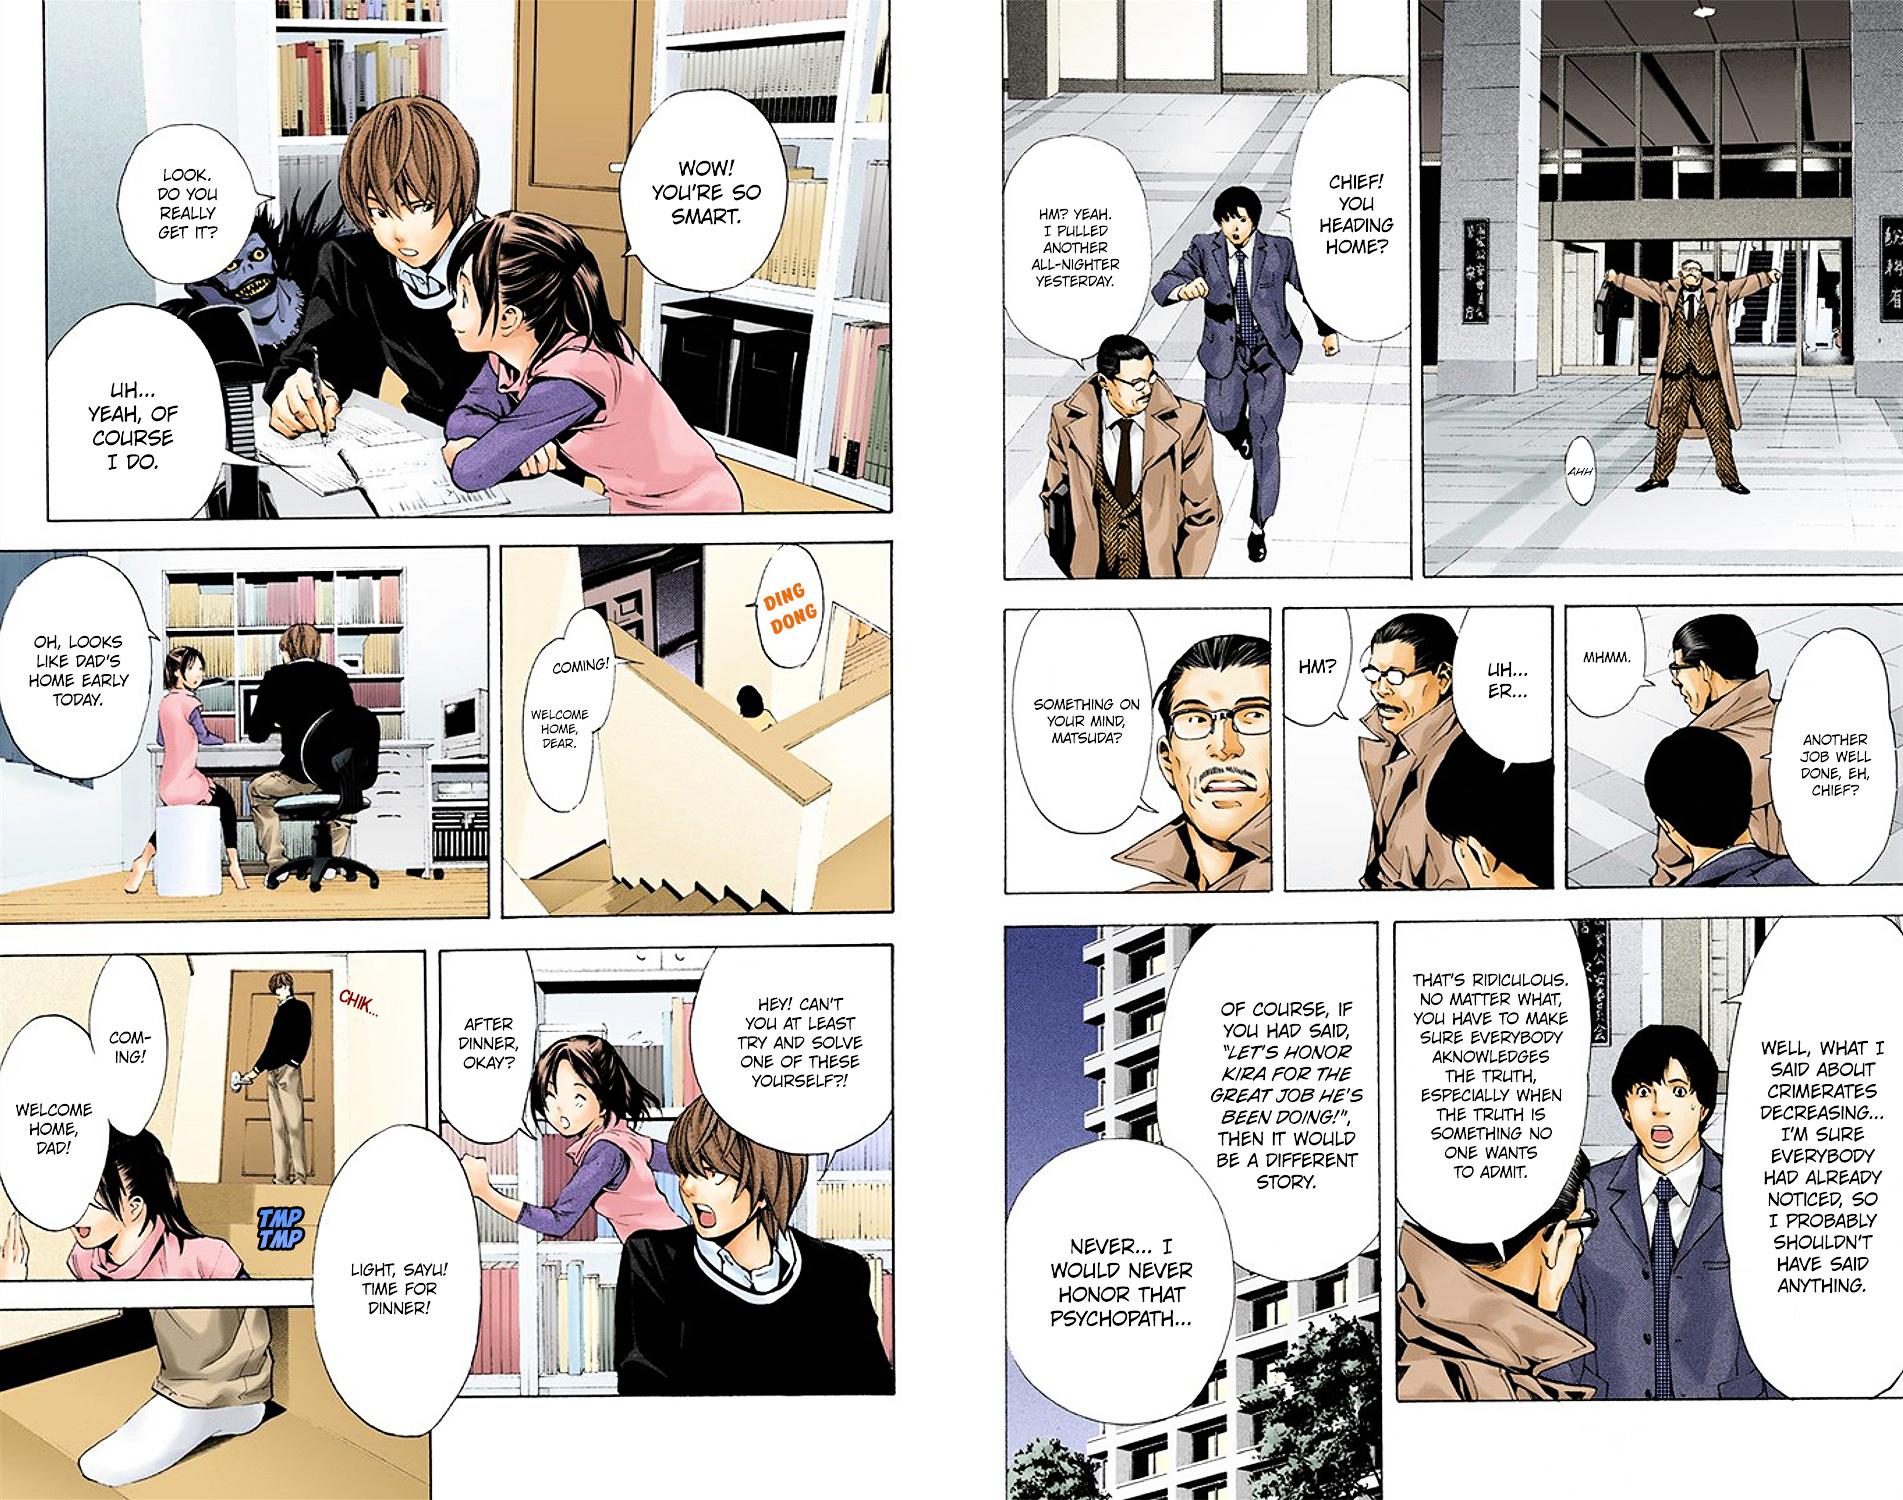 AHH
CHIEF!
YOU
HEADING
HOME?
HM? YEAH.
I PULLED
ANOTHER
ALL-NIGHTER
YESTERDAY.
ANOTHER
JOB WELL
DONE, EH,
CHIEF?
MHMM.
UH...
ER...
HM?
SOMETHING ON
YOUR MIND,
MATSUDA?
WELL, WHAT I
SAID ABOUT
CRIMERATES
DECREASING...
I'M SURE
EVERYBODY
HAD ALREADY
NOTICED, SO
I PROBABLY
SHOULDN'T
HAVE SAID
ANYTHING.
THAT'S RIDICULOUS.
NO MATTER WHAT,
YOU HAVE TO MAKE
SURE EVERYBODY
AKNOWLEDGES
THE TRUTH,
ESPECIALLY WHEN
THE TRUTH IS
SOMETHING NO
ONE WANTS
TO ADMIT.
OF COURSE, IF
YOU HAD SAID,
"LET'S HONOR
KIRA FOR THE
GREAT JOB HE'S
BEEN DOING!",
THEN IT WOULD
BE A DIFFERENT
STORY.
NEVER... I
WOULD NEVER
HONOR THAT
PSYCHOPATH...
WOW!
YOU'RE SO
SMART.
LOOK.
DO YOU
REALLY
GET IT?
UH...
YEAH, OF
COURSE
I DO.
DING
DONG
COMING!
WELCOME
HOME,
DEAR.
OH, LOOKS
LIKE DAD'S
HOME EARLY
TODAY.
HEY! CAN'T
YOU AT LEAST
TRY AND SOLVE
ONE OF THESE
YOURSELF?!
AFTER
DINNER,
OKAY?
LIGHT, SAYU!
TIME FOR
DINNER!
CHIK...
COM-
ING!
WELCOME
HOME,
DAD!
TMP
TMP